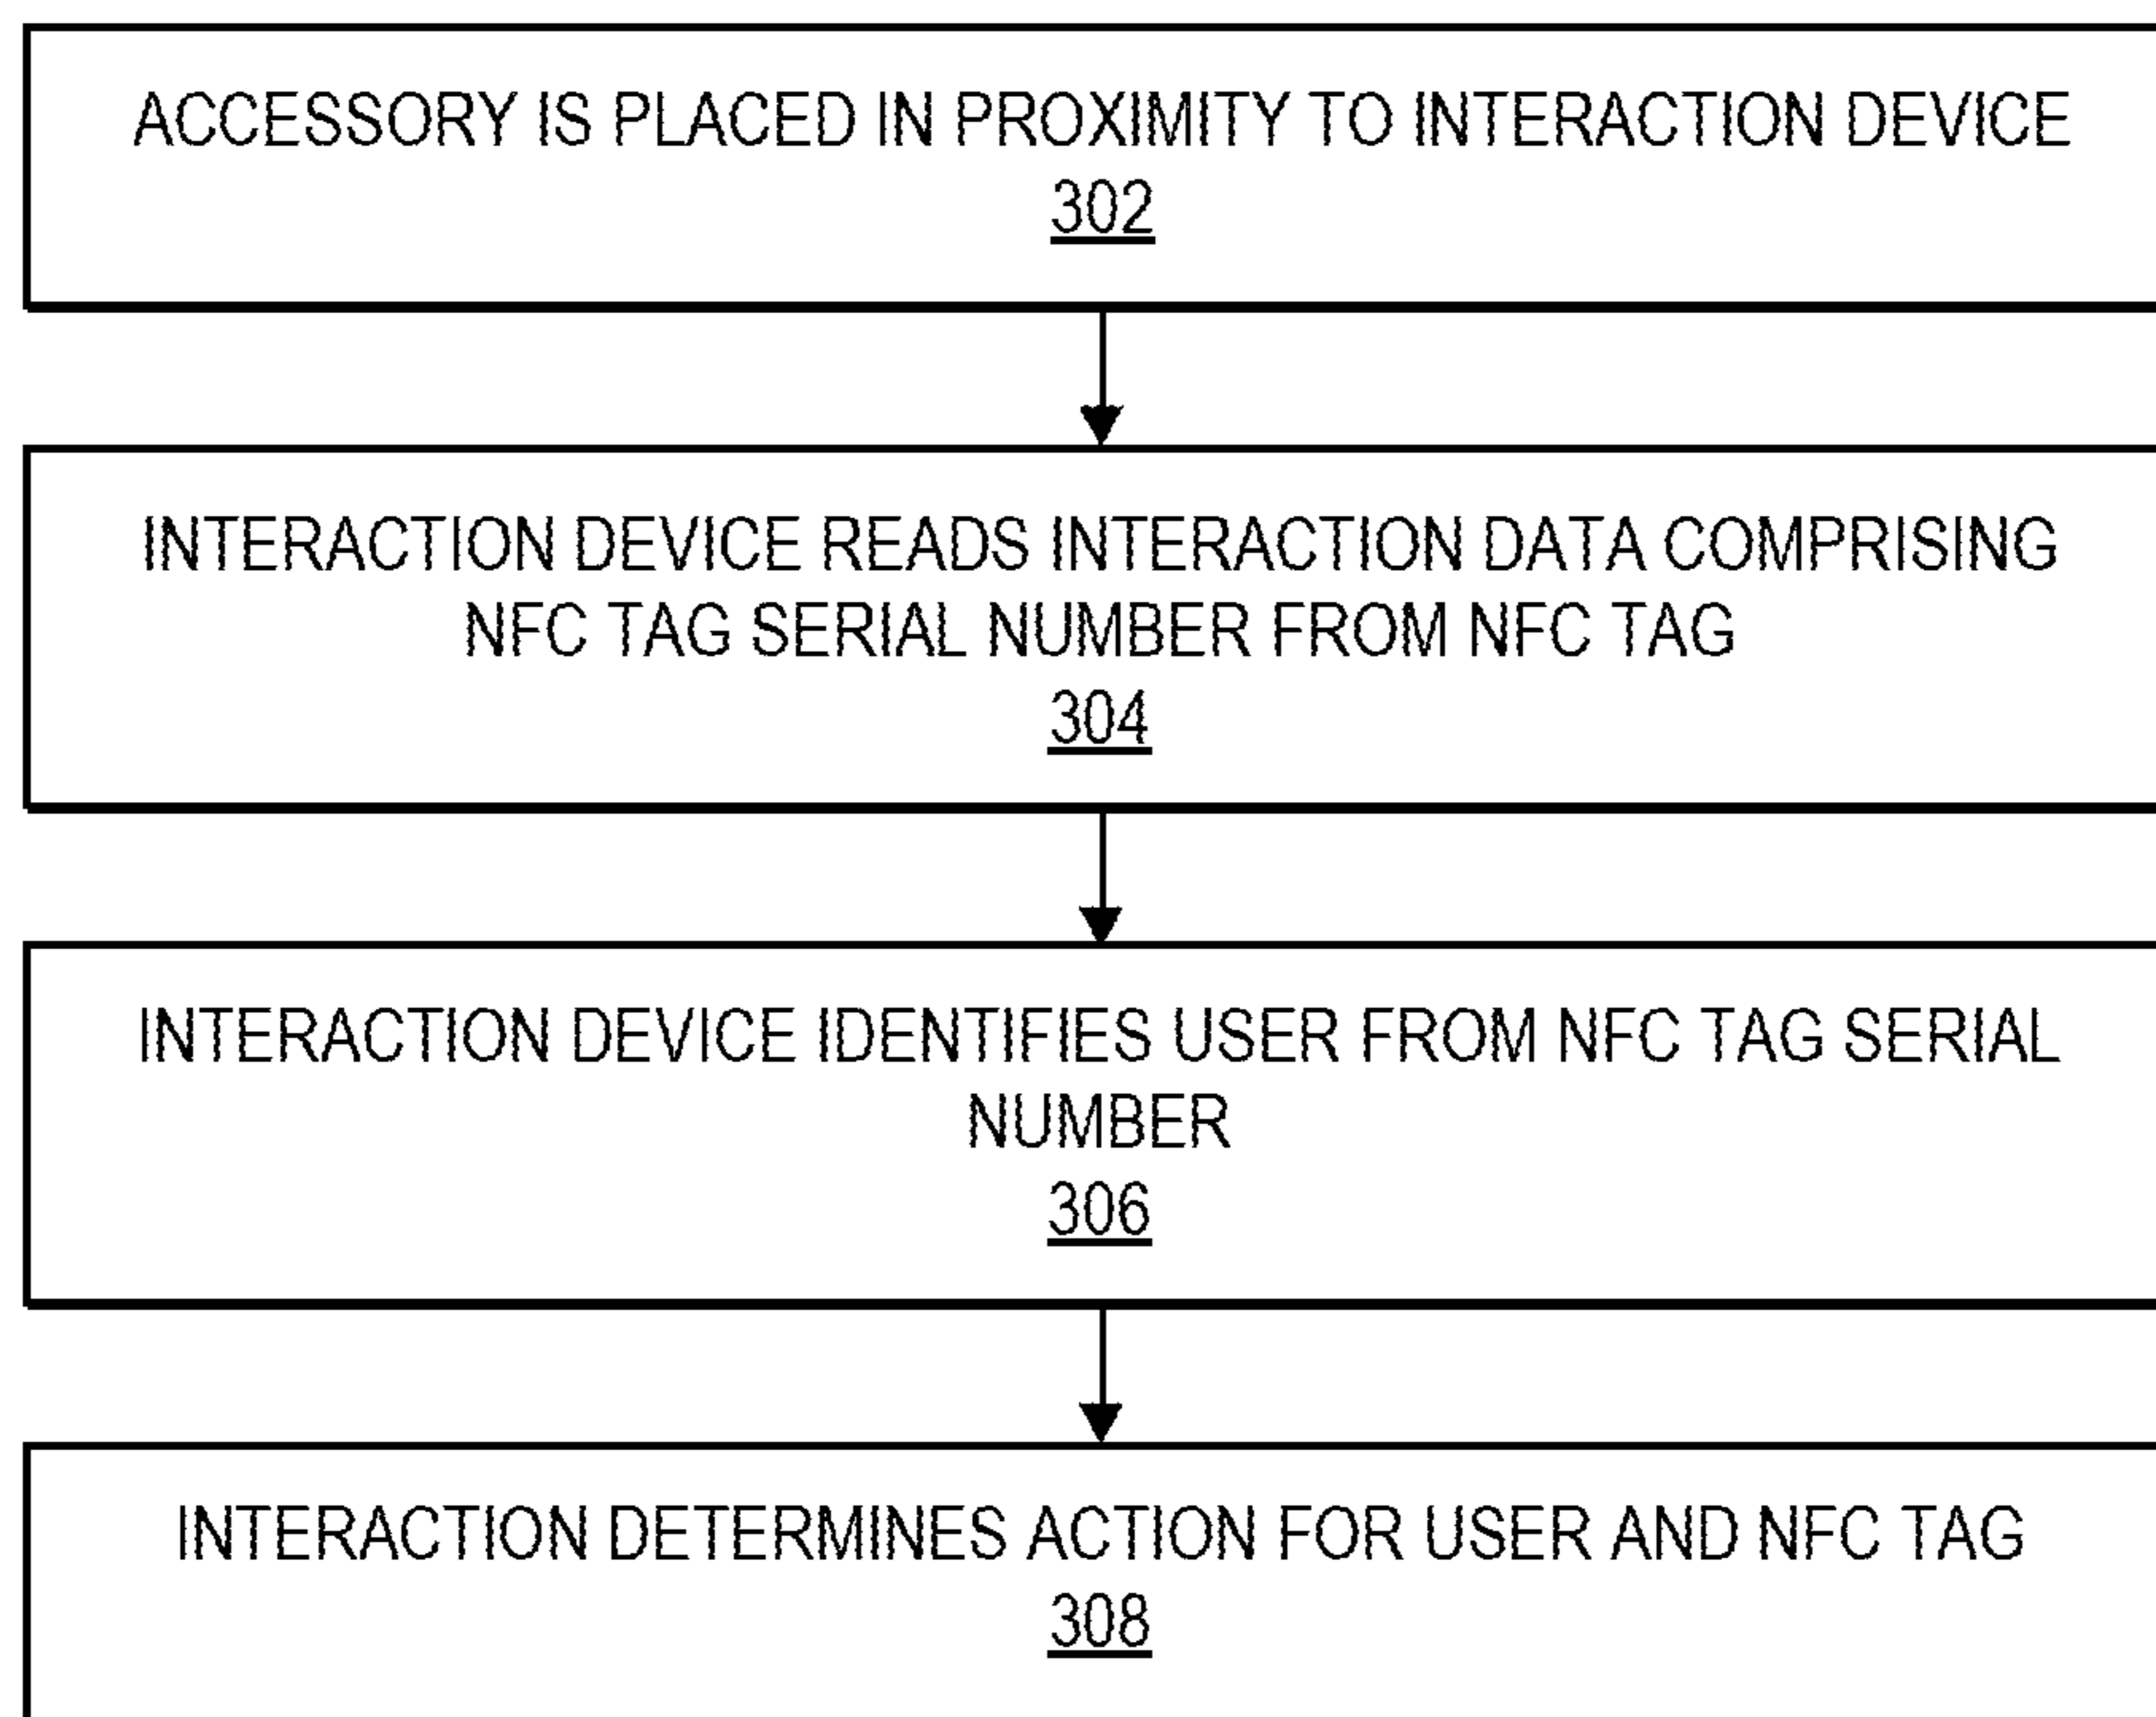 ACCESSORY IS PLACED IN PROXIMITY TO INTERACTION DEVICE
302
INTERACTION DEVICE READS INTERACTION DATA COMPRISING
NFC TAG SERIAL NUMBER FROM NFC TAG
304
INTERACTION DEVICE IDENTIFIES USER FROM NFC TAG SERIAL
NUMBER
306
INTERACTION DETERMINES ACTION FOR USER AND NFC TAG
308